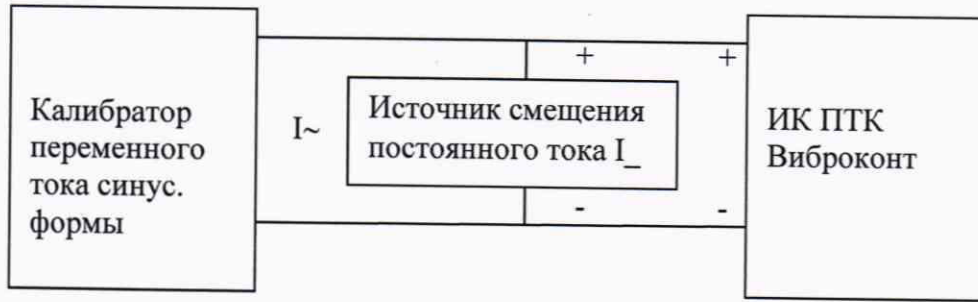 Калибратор
переменного
тока синус.
формы
I~
+
+
Источник смещения
постоянного тока I_
-
-
ИК ПТК
Виброконт